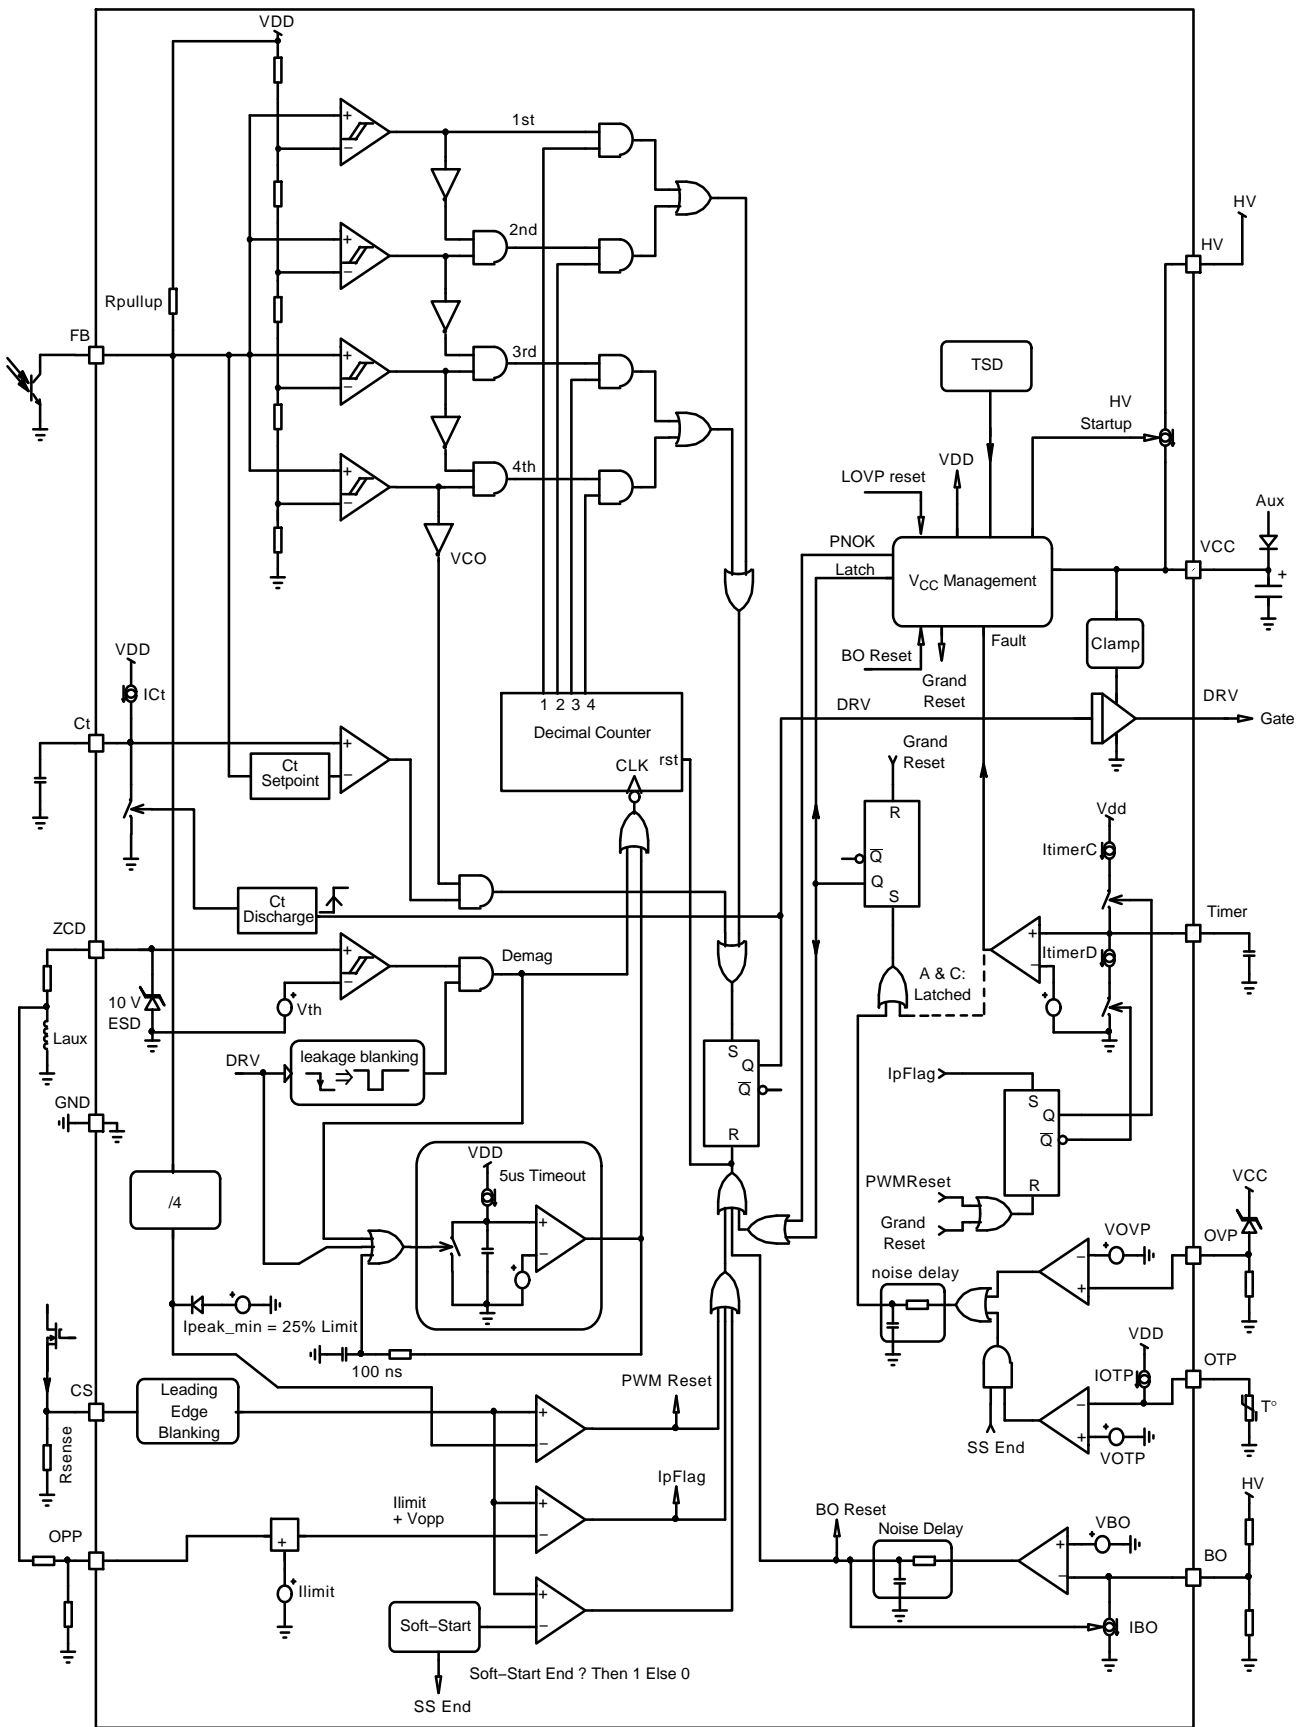 VDD
1st
HV
2nd
HV
Rpullup
FB
3rd
TSD
HV
Startup
VDD
4th
LOVP reset
Aux
PNOK
VCC
VCO
Latch
VCC Management
Fault
Clamp
VDD
BO Reset
Grand
Reset
ICt
1 2 3 4
DRV
DRV
Gate
Ct
Decimal Counter
Grand
Reset
rst
Ct
Setpoint
CLK
Vdd
R
ItimerC
Q
Q
Ct
Discharge
S
Timer
ZCD
Demag
ItimerD
A & C:
Latched
10 V
ESD
Vth
Laux
S
DRV
leakage blanking
Q
IpFlag
Q
S
GND
Q
R
Q
VDD
5us Timeout
VCC
PWMReset
R
/4
Grand
Reset
VOVP
OVP
noise delay
Ipeak_min = 25% Limit
VDD
100 ns
OTP
PWM Reset
IOTP
CS
Leading
Edge
Blanking
T°
SS End
VOTP
Rsense
IpFlag
HV
Ilimit
+ Vopp
BO Reset
OPP
Noise Delay
VBO
BO
Ilimit
Soft–Start
IBO
Soft–Start End ? Then 1 Else 0
SS End